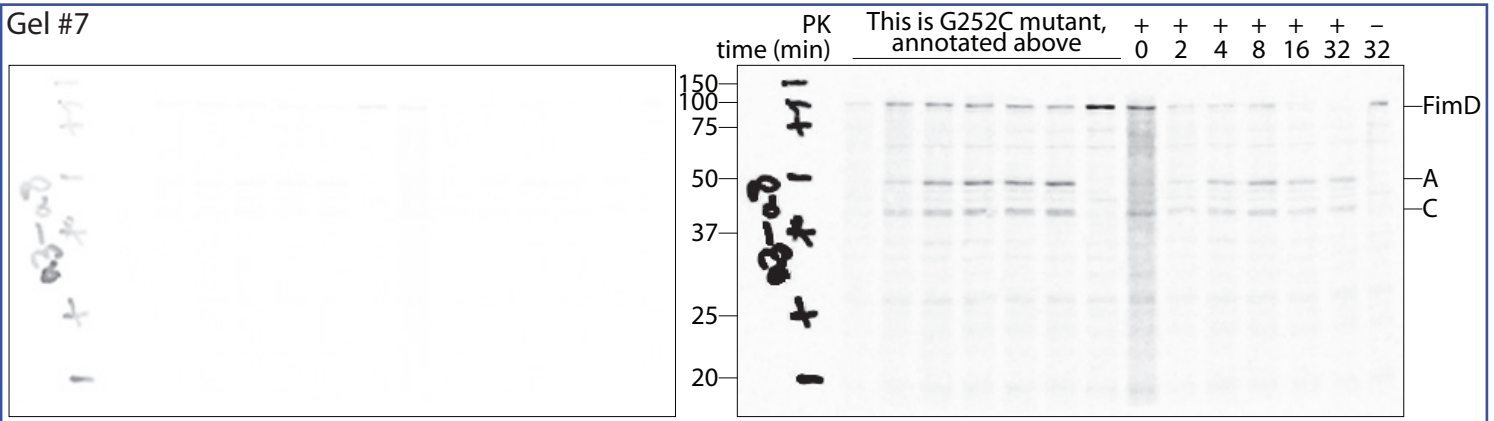 Gel #7
PK This is G252C mutant, + + + + + + –
time (min) annotated above 0 2 4 8 16 32 32
150
100
75
50
37
25
20
FimD
A
C